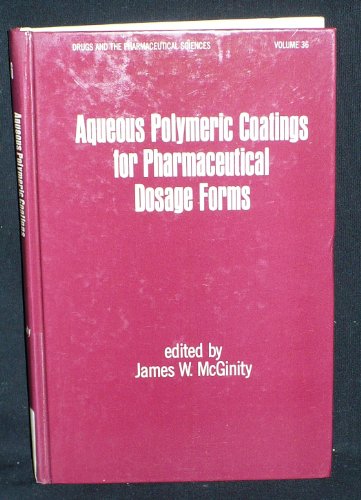 DRUGS AND THE PHARMACEUTICAL SCIENCES VOLUME 36
Aqueous Polymeric Coatings
for Pharmaceutical
Dosage Forms
edited by
James W. McGinity
Aqueous Polymeric Coatings